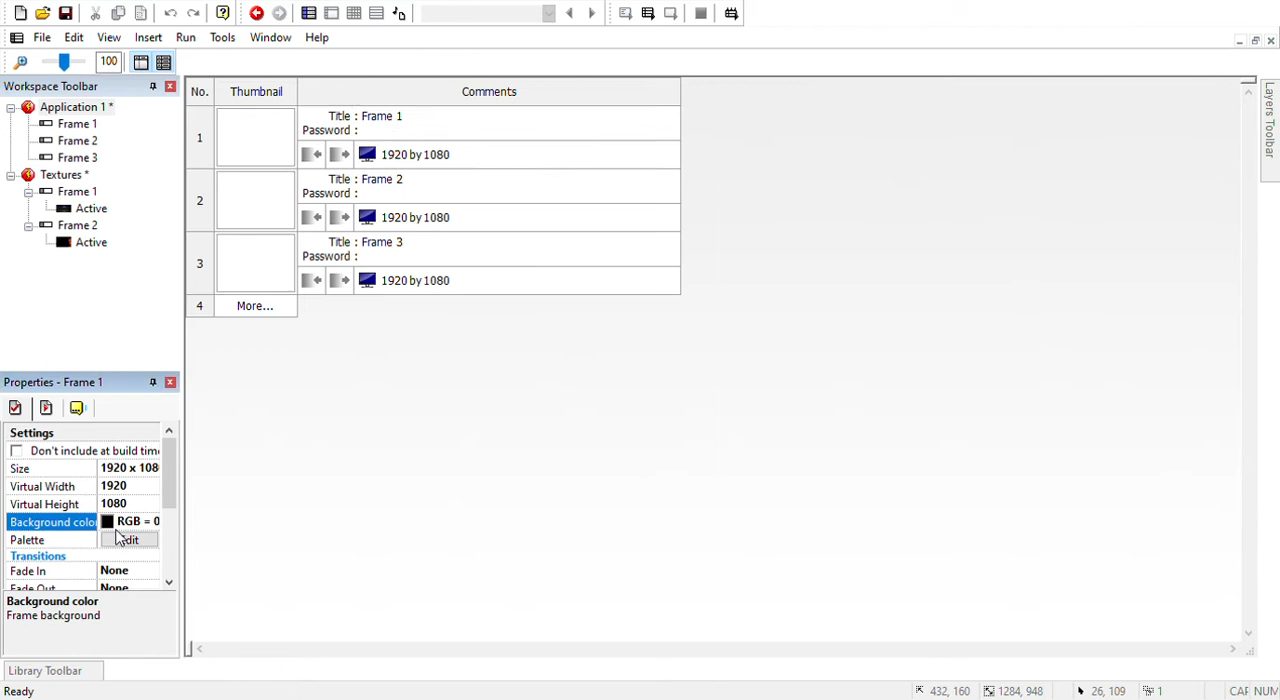 File Edit View Insert Run Tools Window Help
100
Workspace Toolbar
Application 1 *
Frame 1
Frame 2
Frame 3
Textures *
Frame 1
Active
Frame 2
Active
No. Thumbnail Comments
1 Title : Frame 1
Password :
1920 by 1080
2 Title : Frame 2
Password :
1920 by 1080
3 Title : Frame 3
Password :
1920 by 1080
4 More...
Layers Toolbar
Properties - Frame 1
Settings
Don't include at build time
Size 1920 x 1080
Virtual Width 1920
Virtual Height 1080
Background color RGB = 0
Palette Edit
Transitions
Fade In None
Fade Out None
Background color
Frame background
Library Toolbar
Ready 432, 160 1284, 948 26, 109 1 CAP NUM